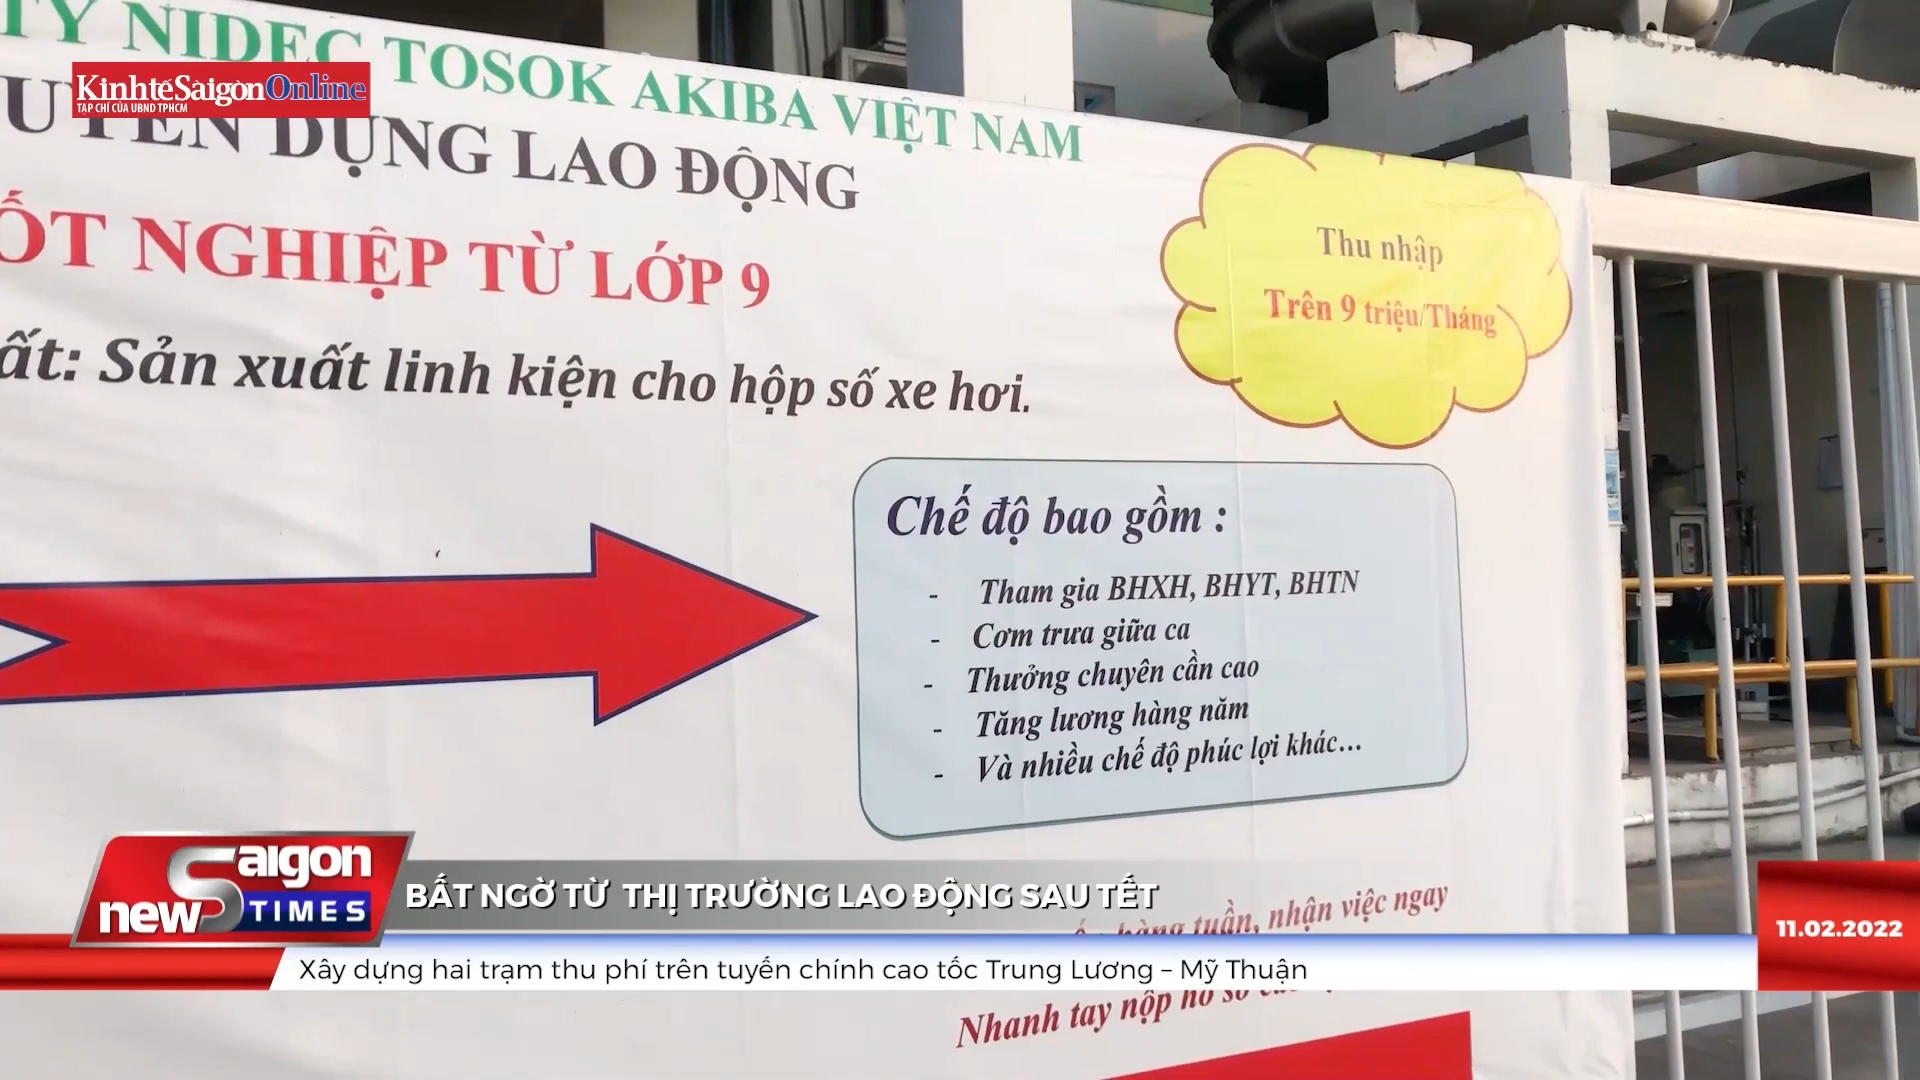 TY NIDEC TOSOK AKIBA VIỆT NAM
KinhtếSàigònOnline
TẠP CHÍ CỦA UBND TPHCM
DỤNG LAO ĐỘNG
NGHIỆP TỪ LỚP 9
Sản xuất linh kiện cho hộp số xe hơi.
Thu nhập
Trên 9 triệu/Tháng
Chế độ bao gồm :
- Tham gia BHXH, BHYT, BHTN
- Cơm trưa giữa ca
- Thưởng chuyên cần cao
- Tăng lương hàng năm
- Và nhiều chế độ phúc lợi khác...
hàng tuần, nhận việc ngay
Saigon
TIMES
news
BẤT NGỜ TỪ THỊ TRƯỜNG LAO ĐỘNG SAU TẾT
11.02.2022
Xây dựng hai trạm thu phí trên tuyến chính cao tốc Trung Lương – Mỹ Thuận
Nhanh tay nộp hồ sơ